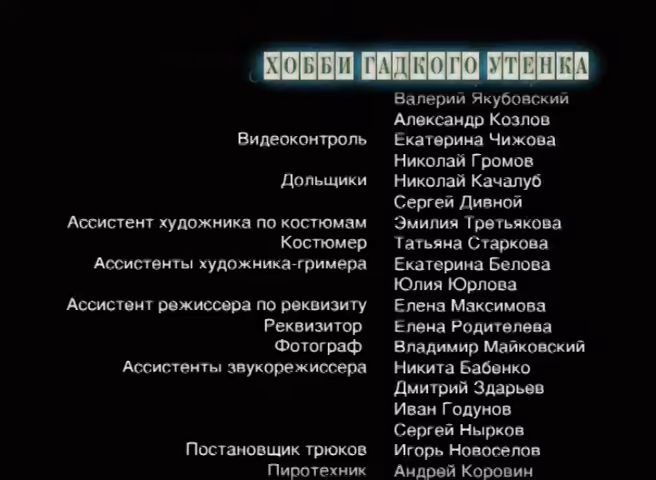 ХОББИ ГАДКОГО УТЕНКА
Валерий Якубовский
Александр Козлов
Видеоконтроль Екатерина Чижова
Николай Громов
Дольщики Николай Качалуб
Сергей Дивной
Ассистент художника по костюмам Эмилия Третьякова
Костюмер Татьяна Старкова
Ассистенты художника-гримера Екатерина Белова
Юлия Юрлова
Ассистент режиссера по реквизиту Елена Максимова
Реквизитор Елена Родителева
Фотограф Владимир Майковский
Ассистенты звукорежиссера Никита Бабенко
Дмитрий Здарьев
Иван Годунов
Сергей Нырков
Постановщик трюков Игорь Новоселов
Пиротехник Андрей Коровин